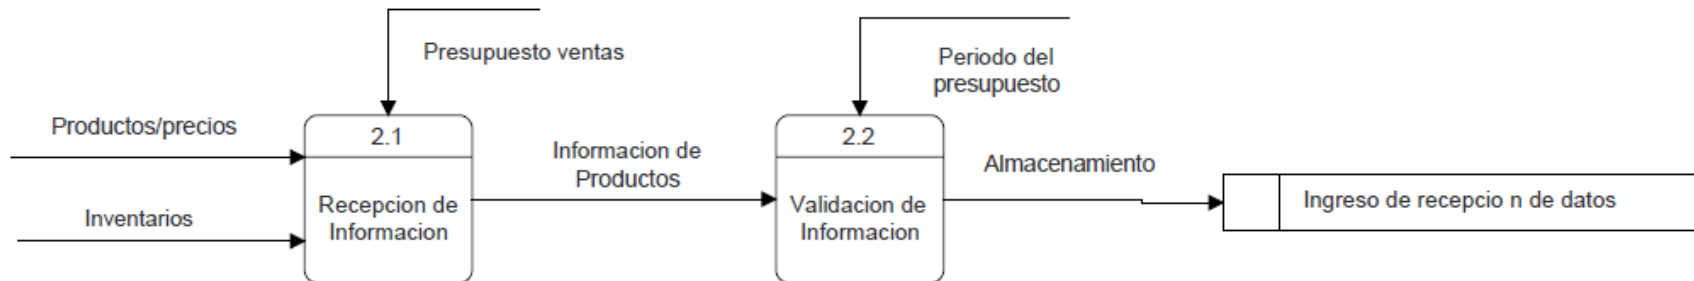 Presupuesto ventas
Periodo del
presupuesto
Productos/precios
2.1
2.2
Informacion de
Productos
Almacenamiento
Recepcion de
Informacion
Validacion de
Informacion
Ingreso de recepcio n de datos
Inventarios